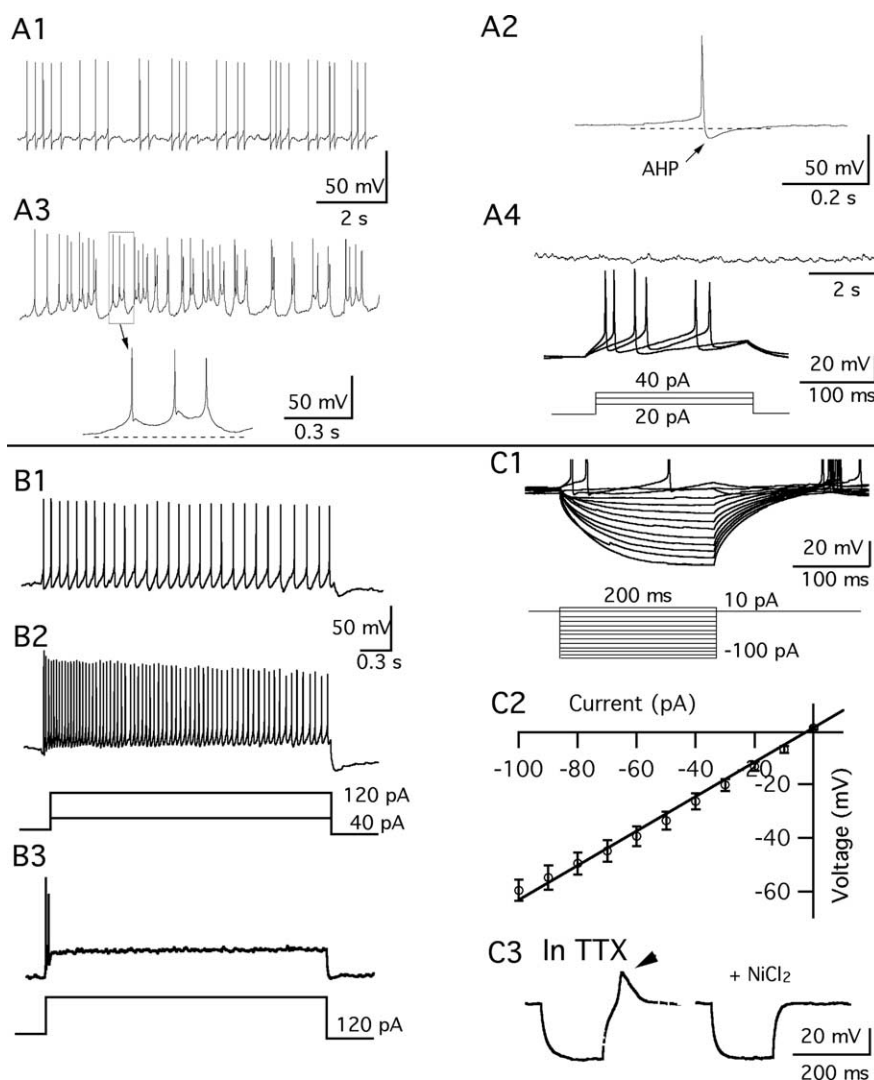 A1
50 mV
2 s
A2
AHP
50 mV
0.2 s
A3
50 mV
0.3 s
A4
2 s
20 mV
100 ms
40 pA
20 pA
B1
50 mV
0.3 s
B2
120 pA
40 pA
B3
120 pA
C1
20 mV
100 ms
200 ms
10 pA
-100 pA
C2
Current (pA)
-100 -80 -60 -40 20
-20
-40
-60
Voltage (mV)
C3 In TTX
+ NiCl2
20 mV
200 ms